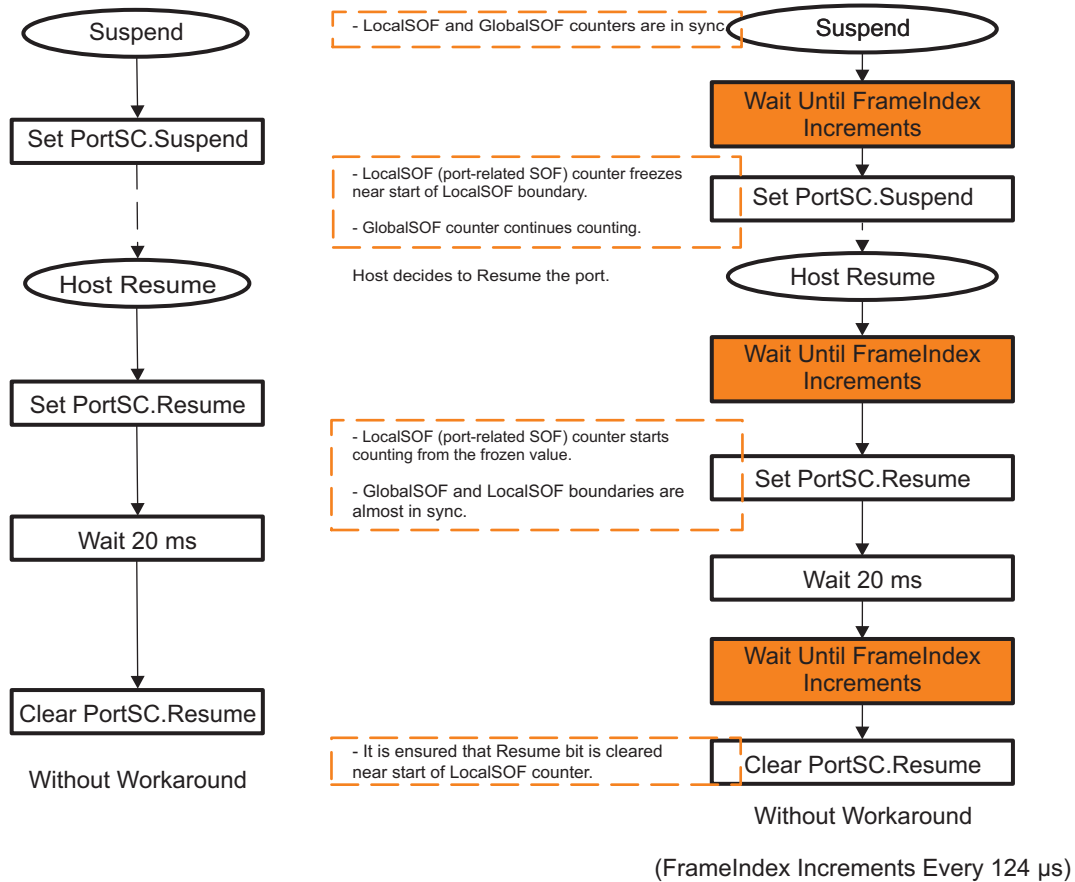 Suspend
Set PortSC.Suspend
Host Resume
Set PortSC.Resume
Wait 20 ms
Clear PortSC.Resume
Without Workaround
- LocalSOF and GlobalSOF counters are in sync.
Suspend
Wait Until FrameIndex
Increments
- LocalSOF (port-related SOF) counter freezes
near start of LocalSOF boundary.
- GlobalSOF counter continues counting.
Set PortSC.Suspend
Host decides to Resume the port.
Host Resume
Wait Until FrameIndex
Increments
- LocalSOF (port-related SOF) counter starts
counting from the frozen value.
- GlobalSOF and LocalSOF boundaries are
almost in sync.
Set PortSC.Resume
Wait 20 ms
Wait Until FrameIndex
Increments
- It is ensured that Resume bit is cleared
near start of LocalSOF counter.
Clear PortSC.Resume
Without Workaround
(FrameIndex Increments Every 124 μs)